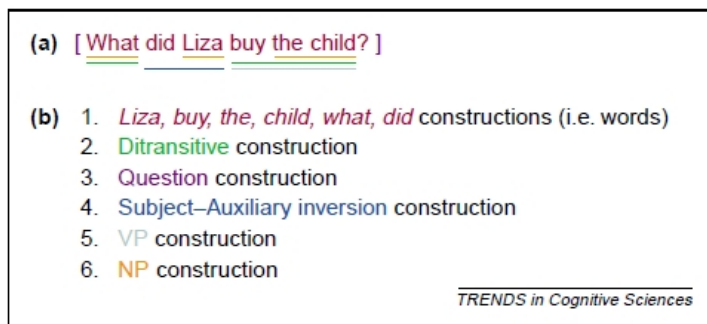 (a) [ What did Liza buy the child? ]
(b) 1. Liza, buy, the, child, what, did constructions (i.e. words)
2. Ditransitive construction
3. Question construction
4. Subject–Auxiliary inversion construction
5. VP construction
6. NP construction
TRENDS in Cognitive Sciences